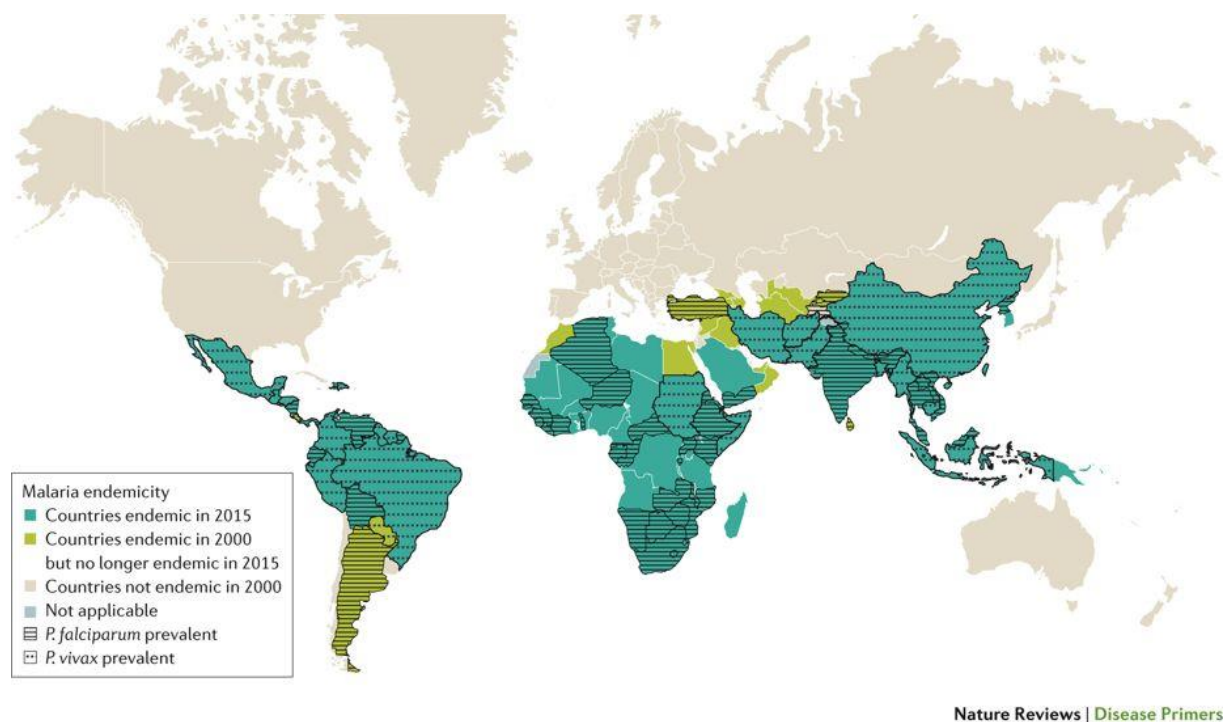 Malaria endemicity
Countries endemic in 2015
Countries endemic in 2000
but no longer endemic in 2015
Countries not endemic in 2000
Not applicable
P. falciparum prevalent
P. vivax prevalent
Nature Reviews | Disease Primers